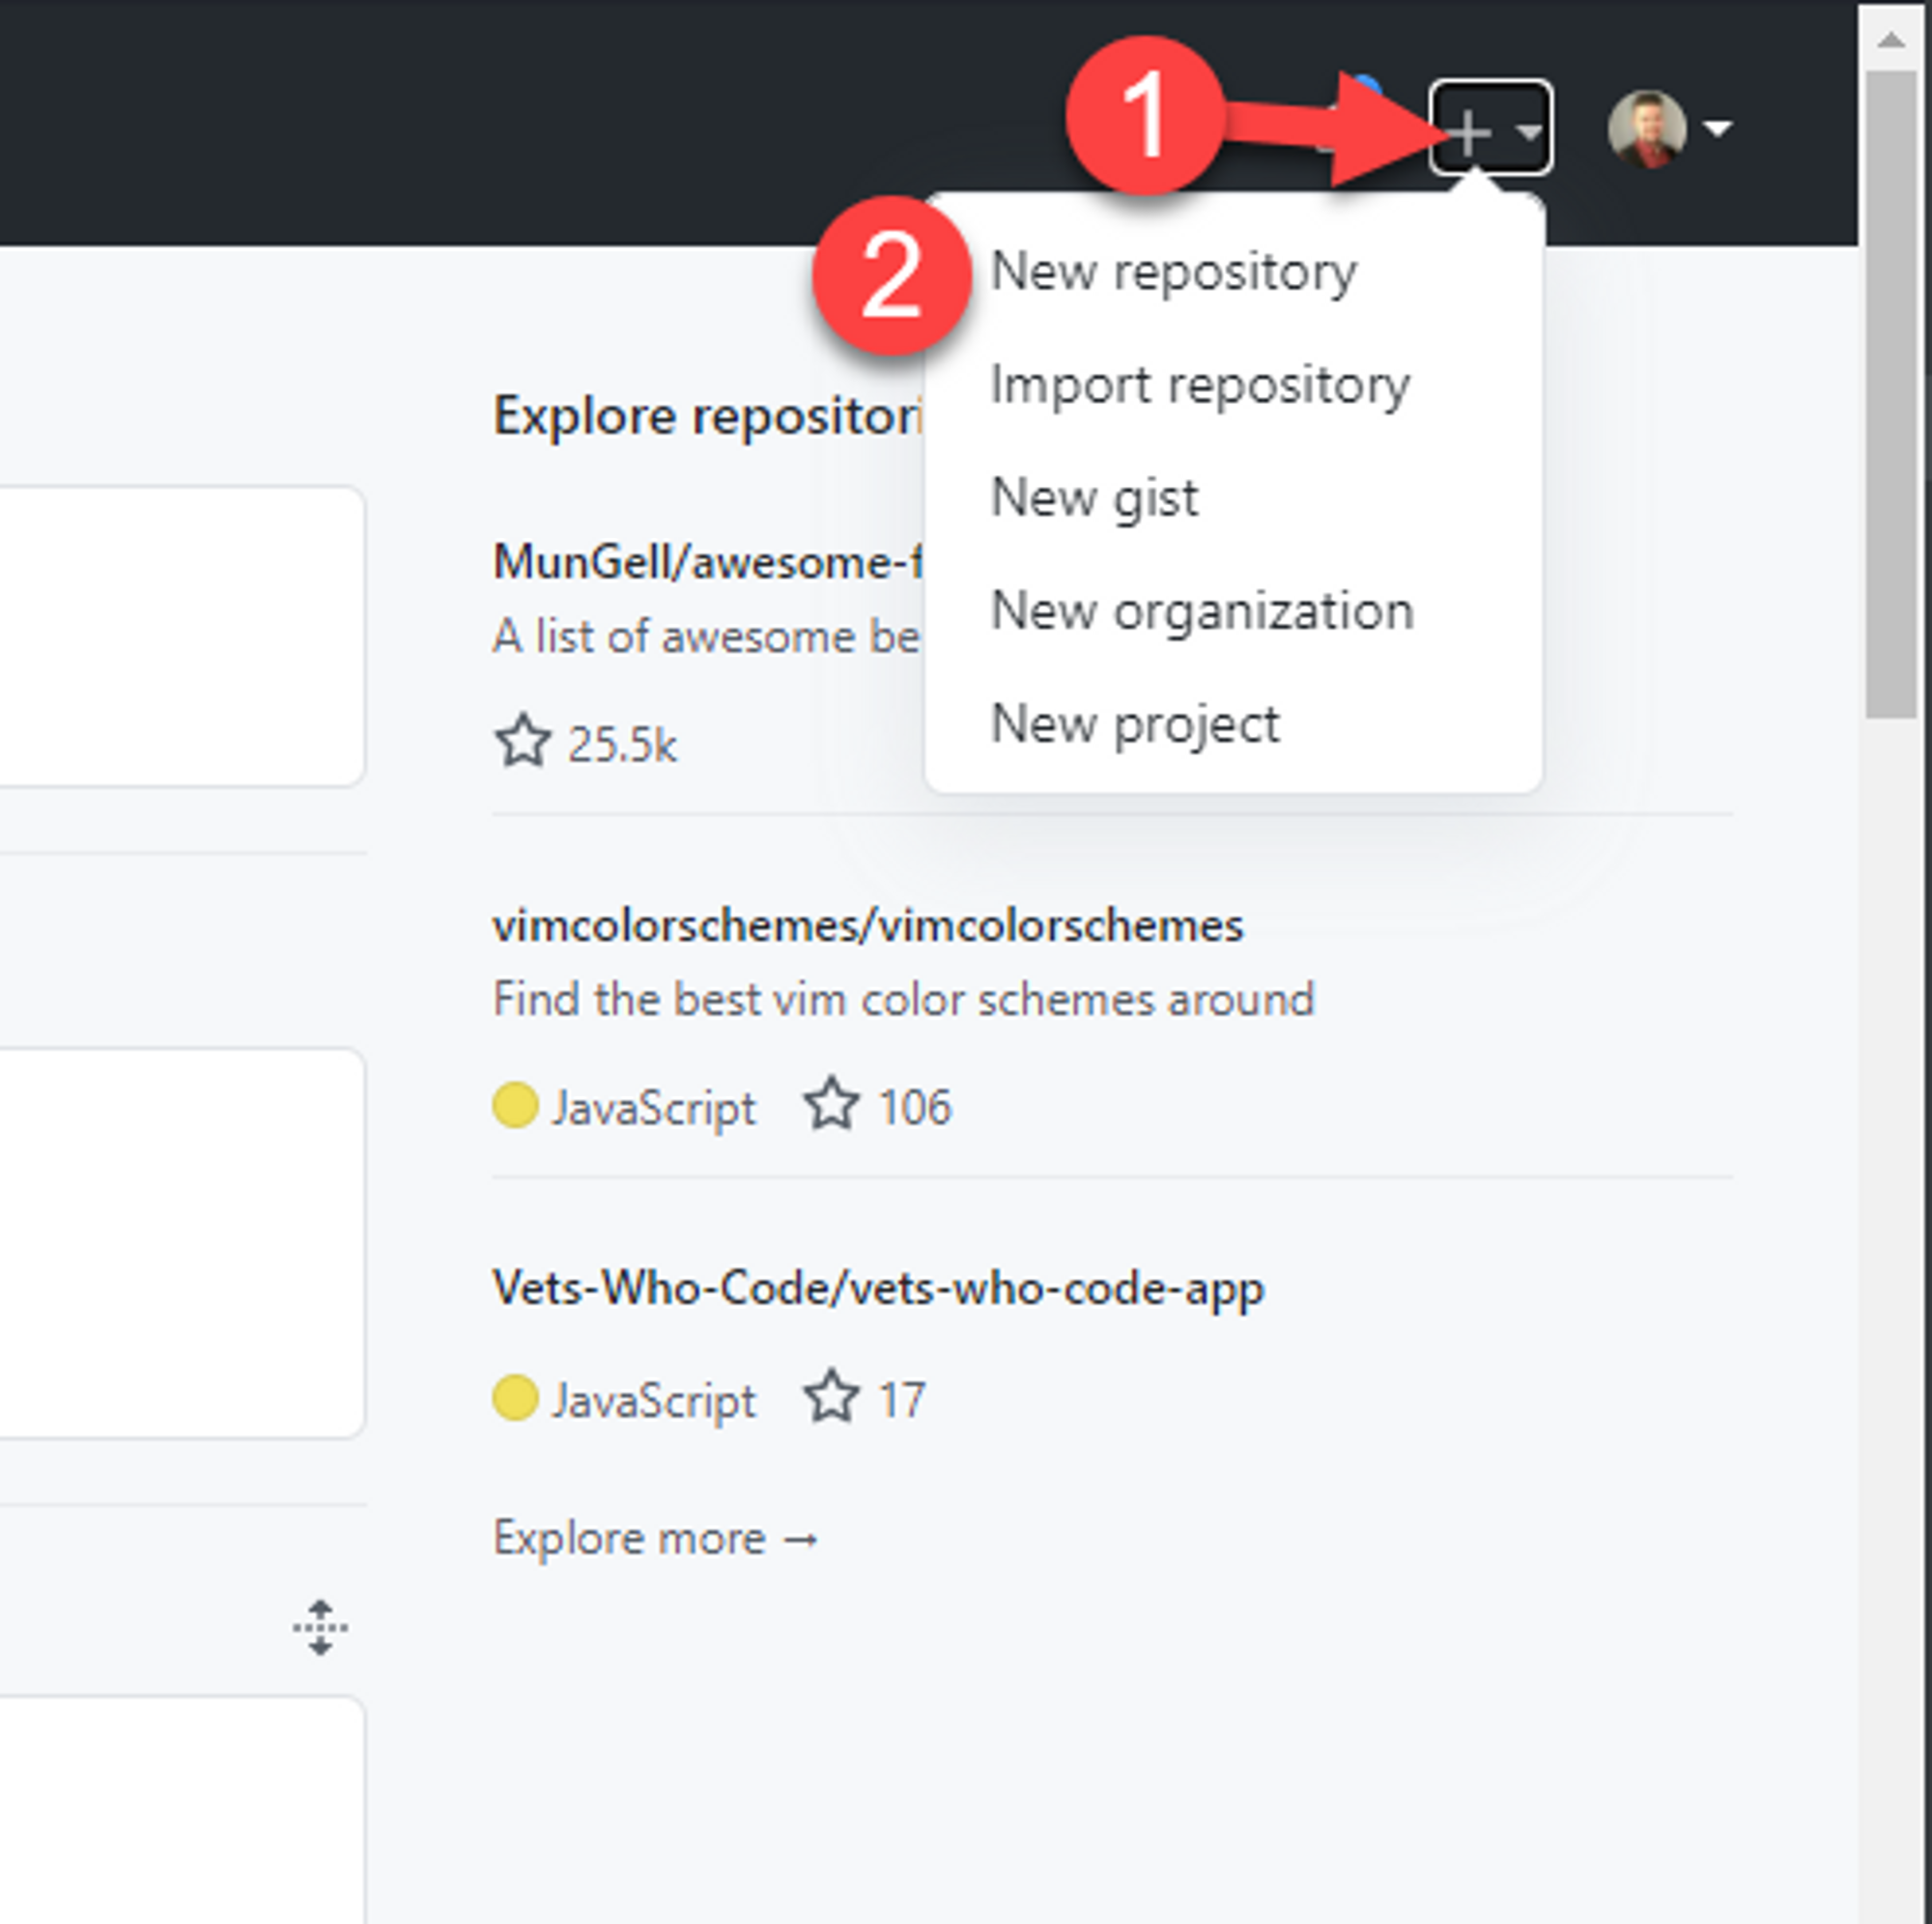 1
2
New repository
Import repository
New gist
New organization
New project
Explore repositori
MunGell/awesome-f
A list of awesome be
25.5k
vimcolorschemes/vimcolorschemes
Find the best vim color schemes around
JavaScript 106
Vets-Who-Code/vets-who-code-app
JavaScript 17
Explore more →